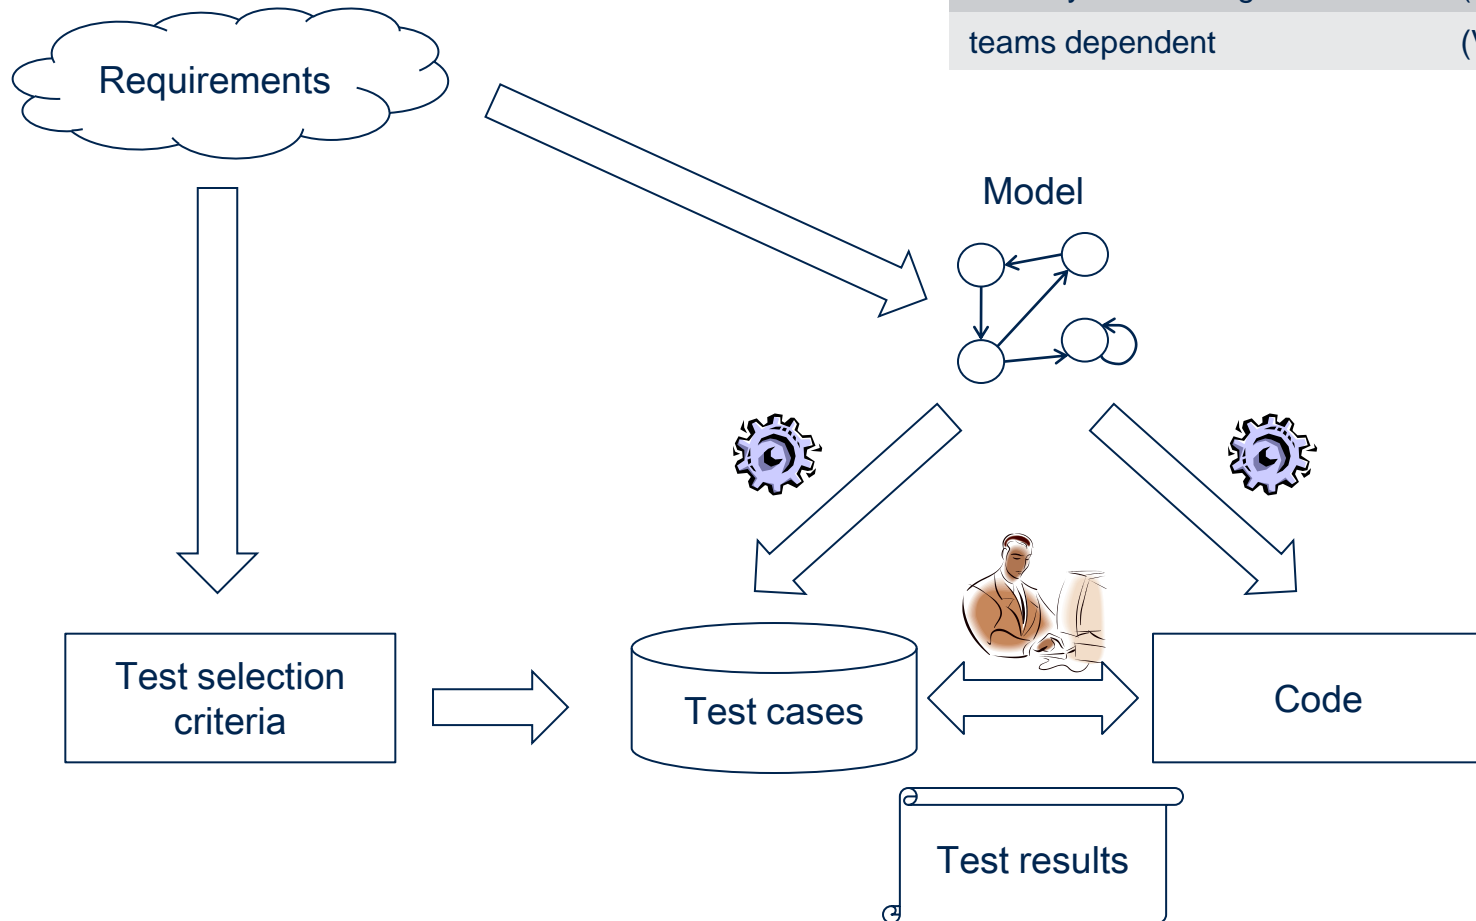 teams dependent
Requirements
Model
Test selection
criteria
Test cases
Code
Test results